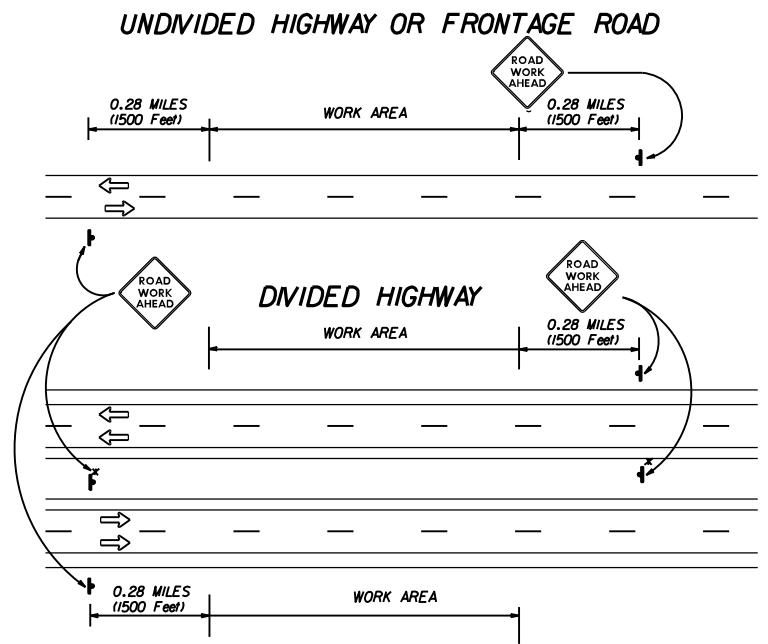 UNDIVIDED HIGHWAY OR FRONTAGE ROAD
ROAD
WORK
AHEAD
0.28 MILES
(1500 Feet)
WORK AREA
0.28 MILES
(1500 Feet)
ROAD
WORK
AHEAD
DIVIDED HIGHWAY
ROAD
WORK
AHEAD
WORK AREA
0.28 MILES
(1500 Feet)
*
*
0.28 MILES
(1500 Feet)
WORK AREA